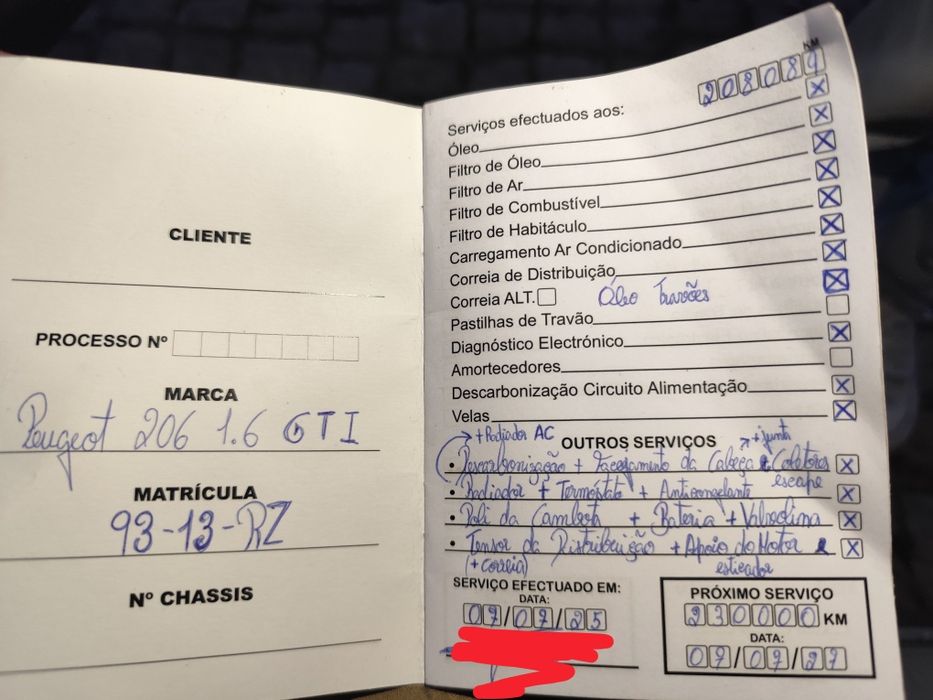 CLIENTE
PROCESSO Nº
MARCA
Peugeot 206 1.6 GTI
MATRÍCULA
93-13-RZ
Nº CHASSIS
KM
208089
Serviços efectuados aos:
Óleo
Filtro de Óleo
Filtro de Ar
Filtro de Combustível
Filtro de Habitáculo
Carregamento Ar Condicionado
Correia de Distribuição
Correia ALT. Óleo Travões
Pastilhas de Travão
Diagnóstico Electrónico
Amortecedores
Descarbonização Circuito Alimentação
Velas
+ Radiador AC
OUTROS SERVIÇOS
+ junta
• Descarbonização + Facejamento da Cabeça e Coletores
escape
• Radiador + Termóstato + Anticongelante
• Poli da Cambota + Bateria + Valvolina
• Tensor da Distribuição + Apoio do Motor e
(+ correia) esticador
SERVIÇO EFECTUADO EM:
DATA:
07/07/25
PRÓXIMO SERVIÇO
230000 KM
DATA:
07/07/27